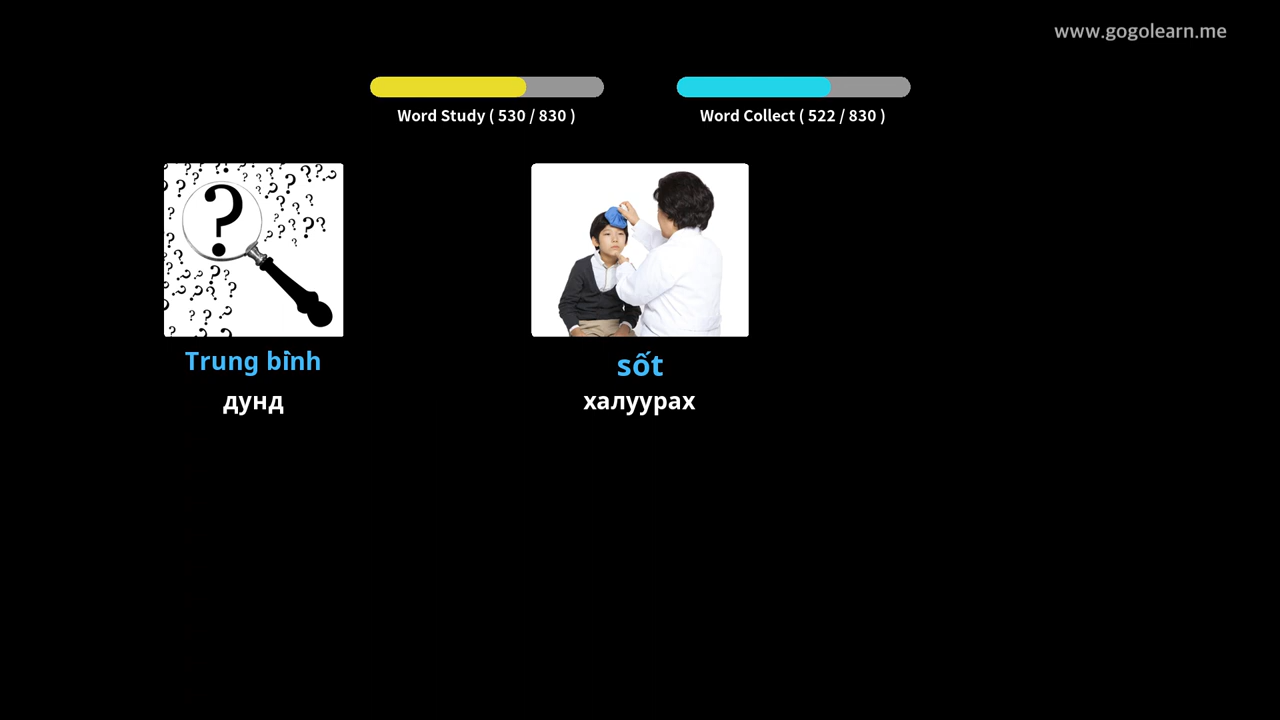 www.gogolearn.me
Word Study ( 530 / 830 )
Word Collect ( 522 / 830 )
Trung bình
sốt
дунд
халуурах